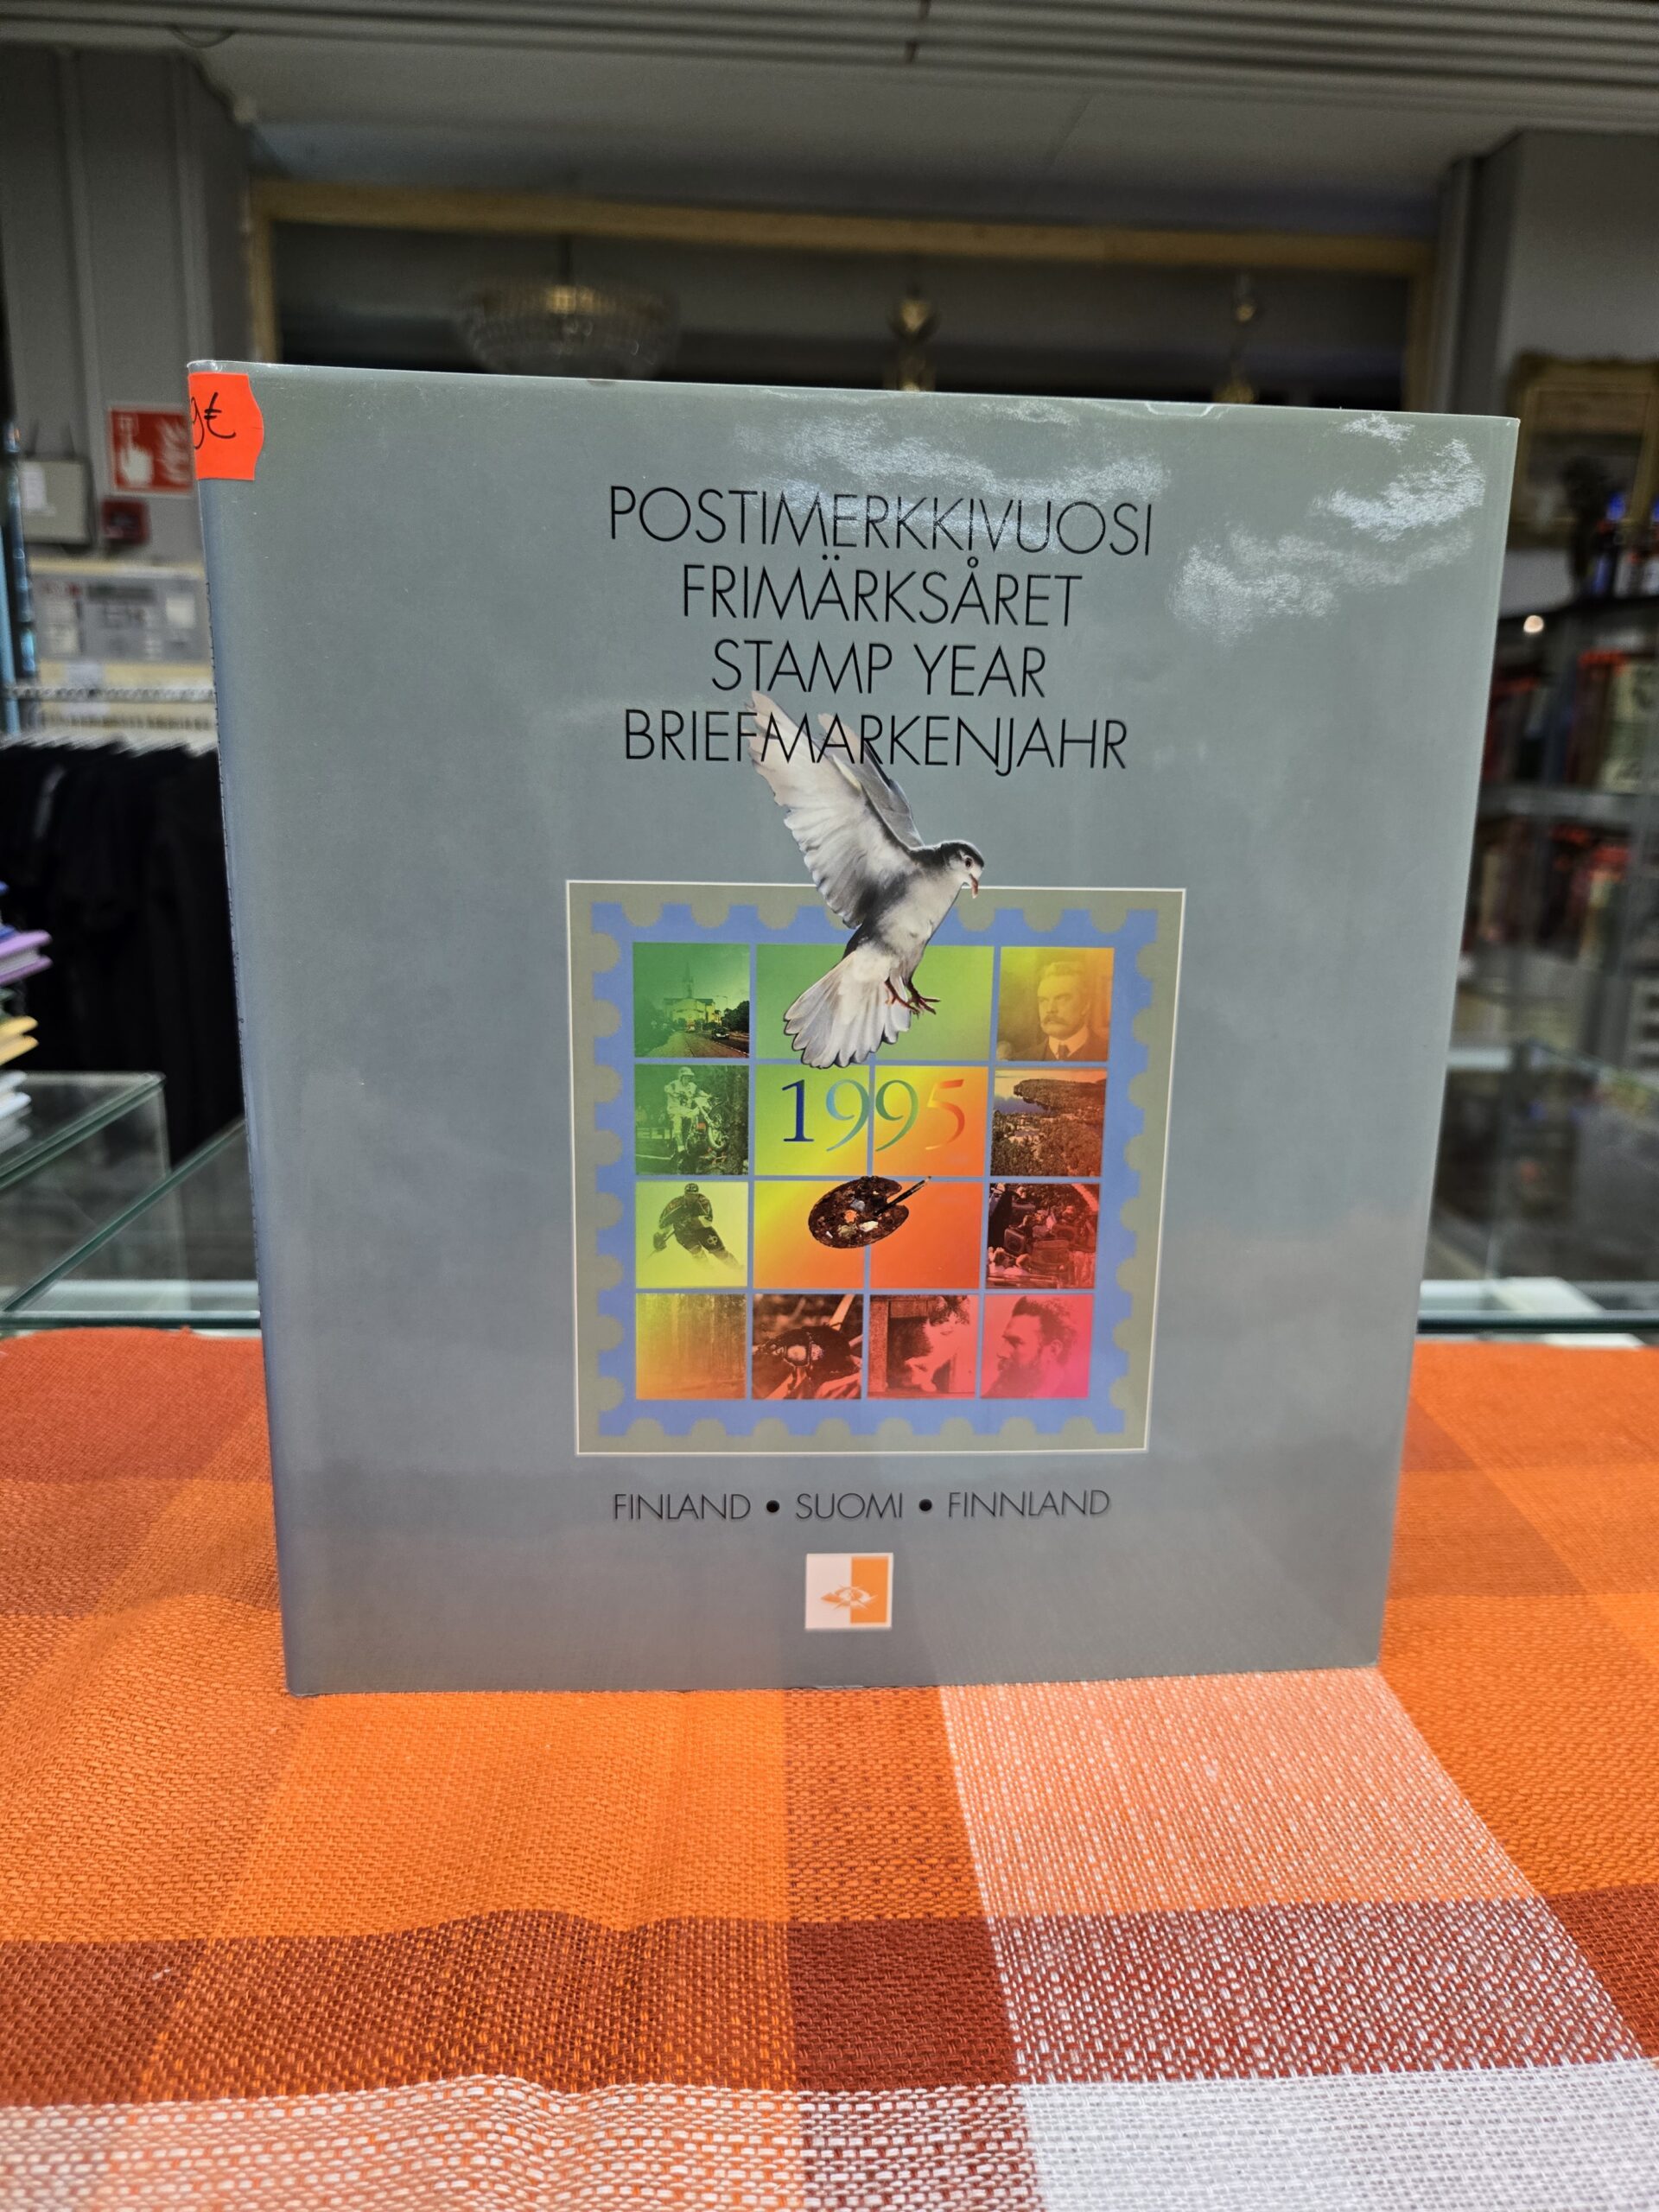 9€
POSTIMERKKIVUOSI
FRIMÄRKSÅRET
STAMP YEAR
BRIEFMARKENJAHR
1995
FINLAND • SUOMI • FINNLAND